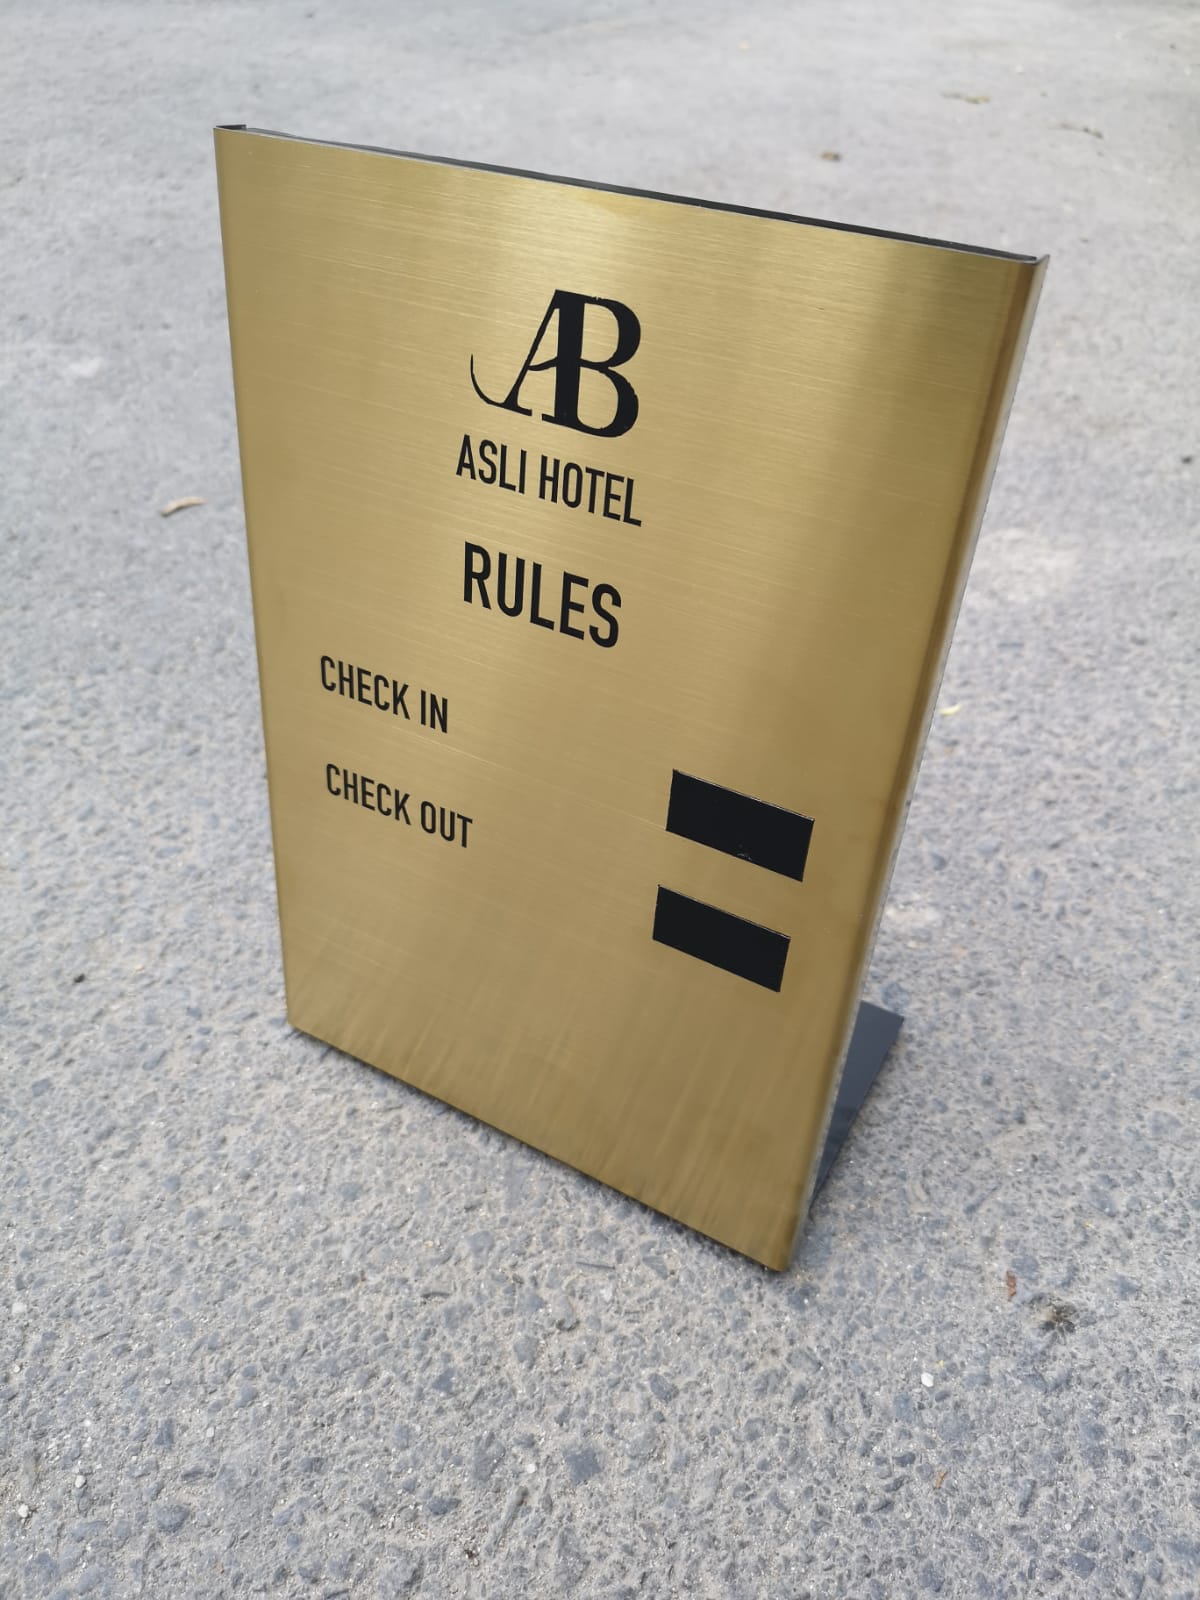 AB
ASLI HOTEL
RULES
CHECK IN
CHECK OUT